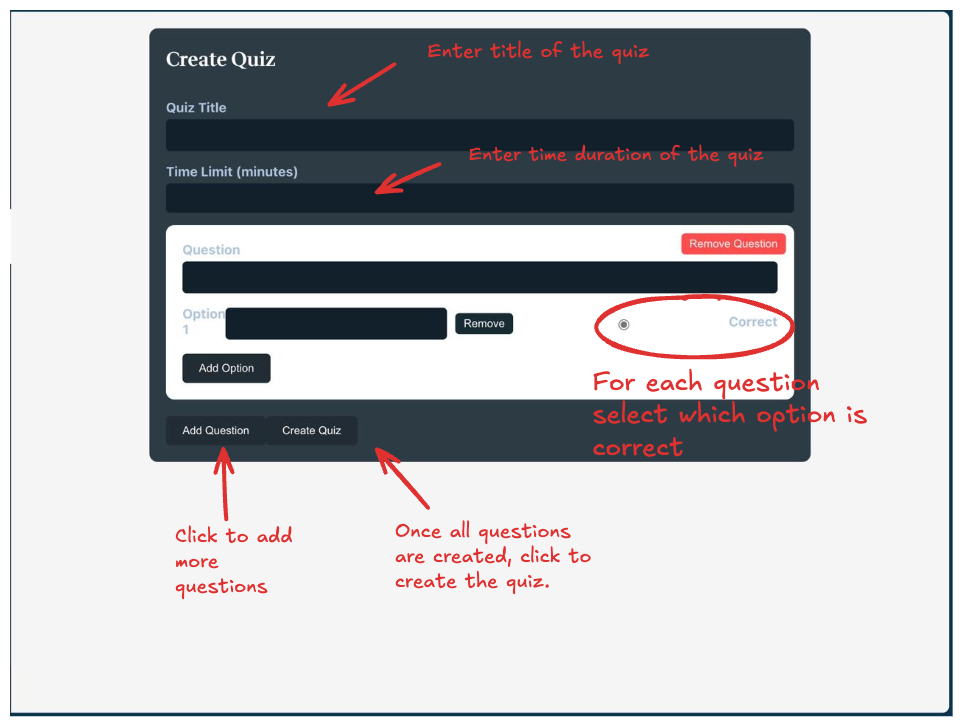 Create Quiz
Enter title of the quiz
Quiz Title
Enter time duration of the quiz
Time Limit (minutes)
Question
Remove Question
Option
1
Remove
Correct
Add Option
For each question
select which option is
correct
Add Question
Create Quiz
Click to add
more
questions
Once all questions
are created, click to
create the quiz.